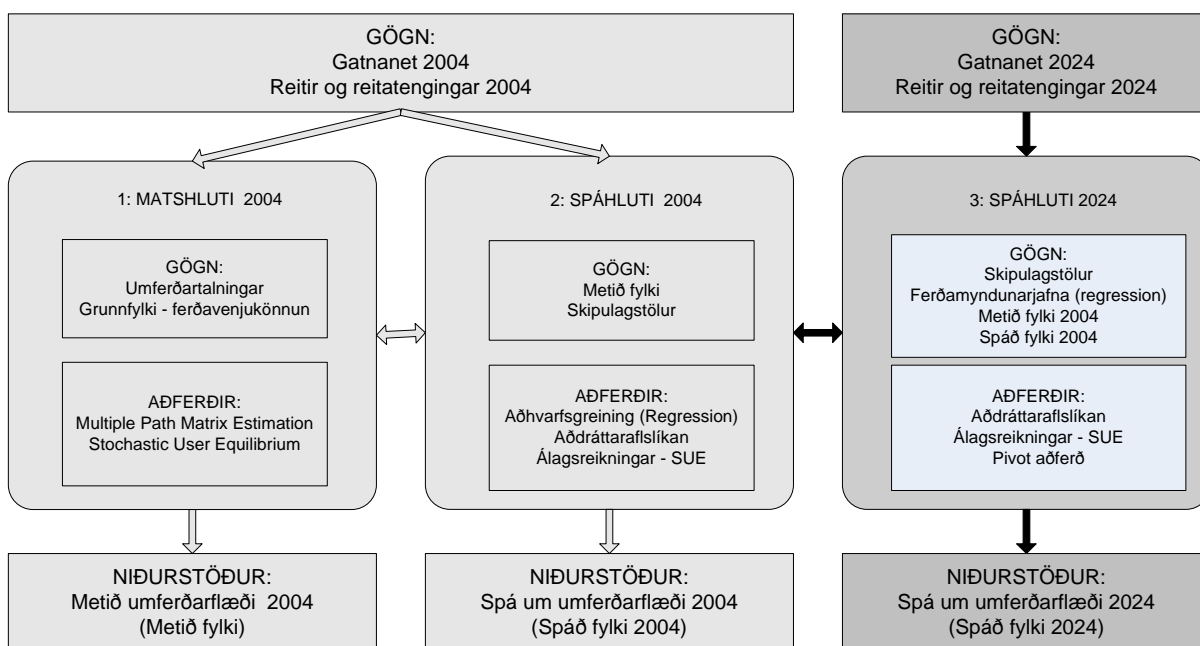 GÖGN:
Gatnanet 2004
Reitir og reitatengingar 2004
GÖGN:
Gatnanet 2024
Reitir og reitatengingar 2024
1: MATSHLUTI 2004
GÖGN:
Umferðartalningar
Grunnfylki - ferðavenjukönnun
AÐFERÐIR:
Multiple Path Matrix Estimation
Stochastic User Equilibrium
2: SPÁHLUTI 2004
GÖGN:
Metið fylki
Skipulagstölur
AÐFERÐIR:
Aðhvarfsgreining (Regression)
Aðdráttaraflslíkan
Álagsreikningar - SUE
3: SPÁHLUTI 2024
GÖGN:
Skipulagstölur
Ferðamyndunarjafna (regression)
Metið fylki 2004
Spáð fylki 2004
AÐFERÐIR:
Aðdráttaraflslíkan
Álagsreikningar - SUE
Pivot aðferð
NIÐURSTÖÐUR:
Metið umferðarflæði 2004
(Metið fylki)
NIÐURSTÖÐUR:
Spá um umferðarflæði 2004
(Spáð fylki 2004)
NIÐURSTÖÐUR:
Spá um umferðarflæði 2024
(Spáð fylki 2024)